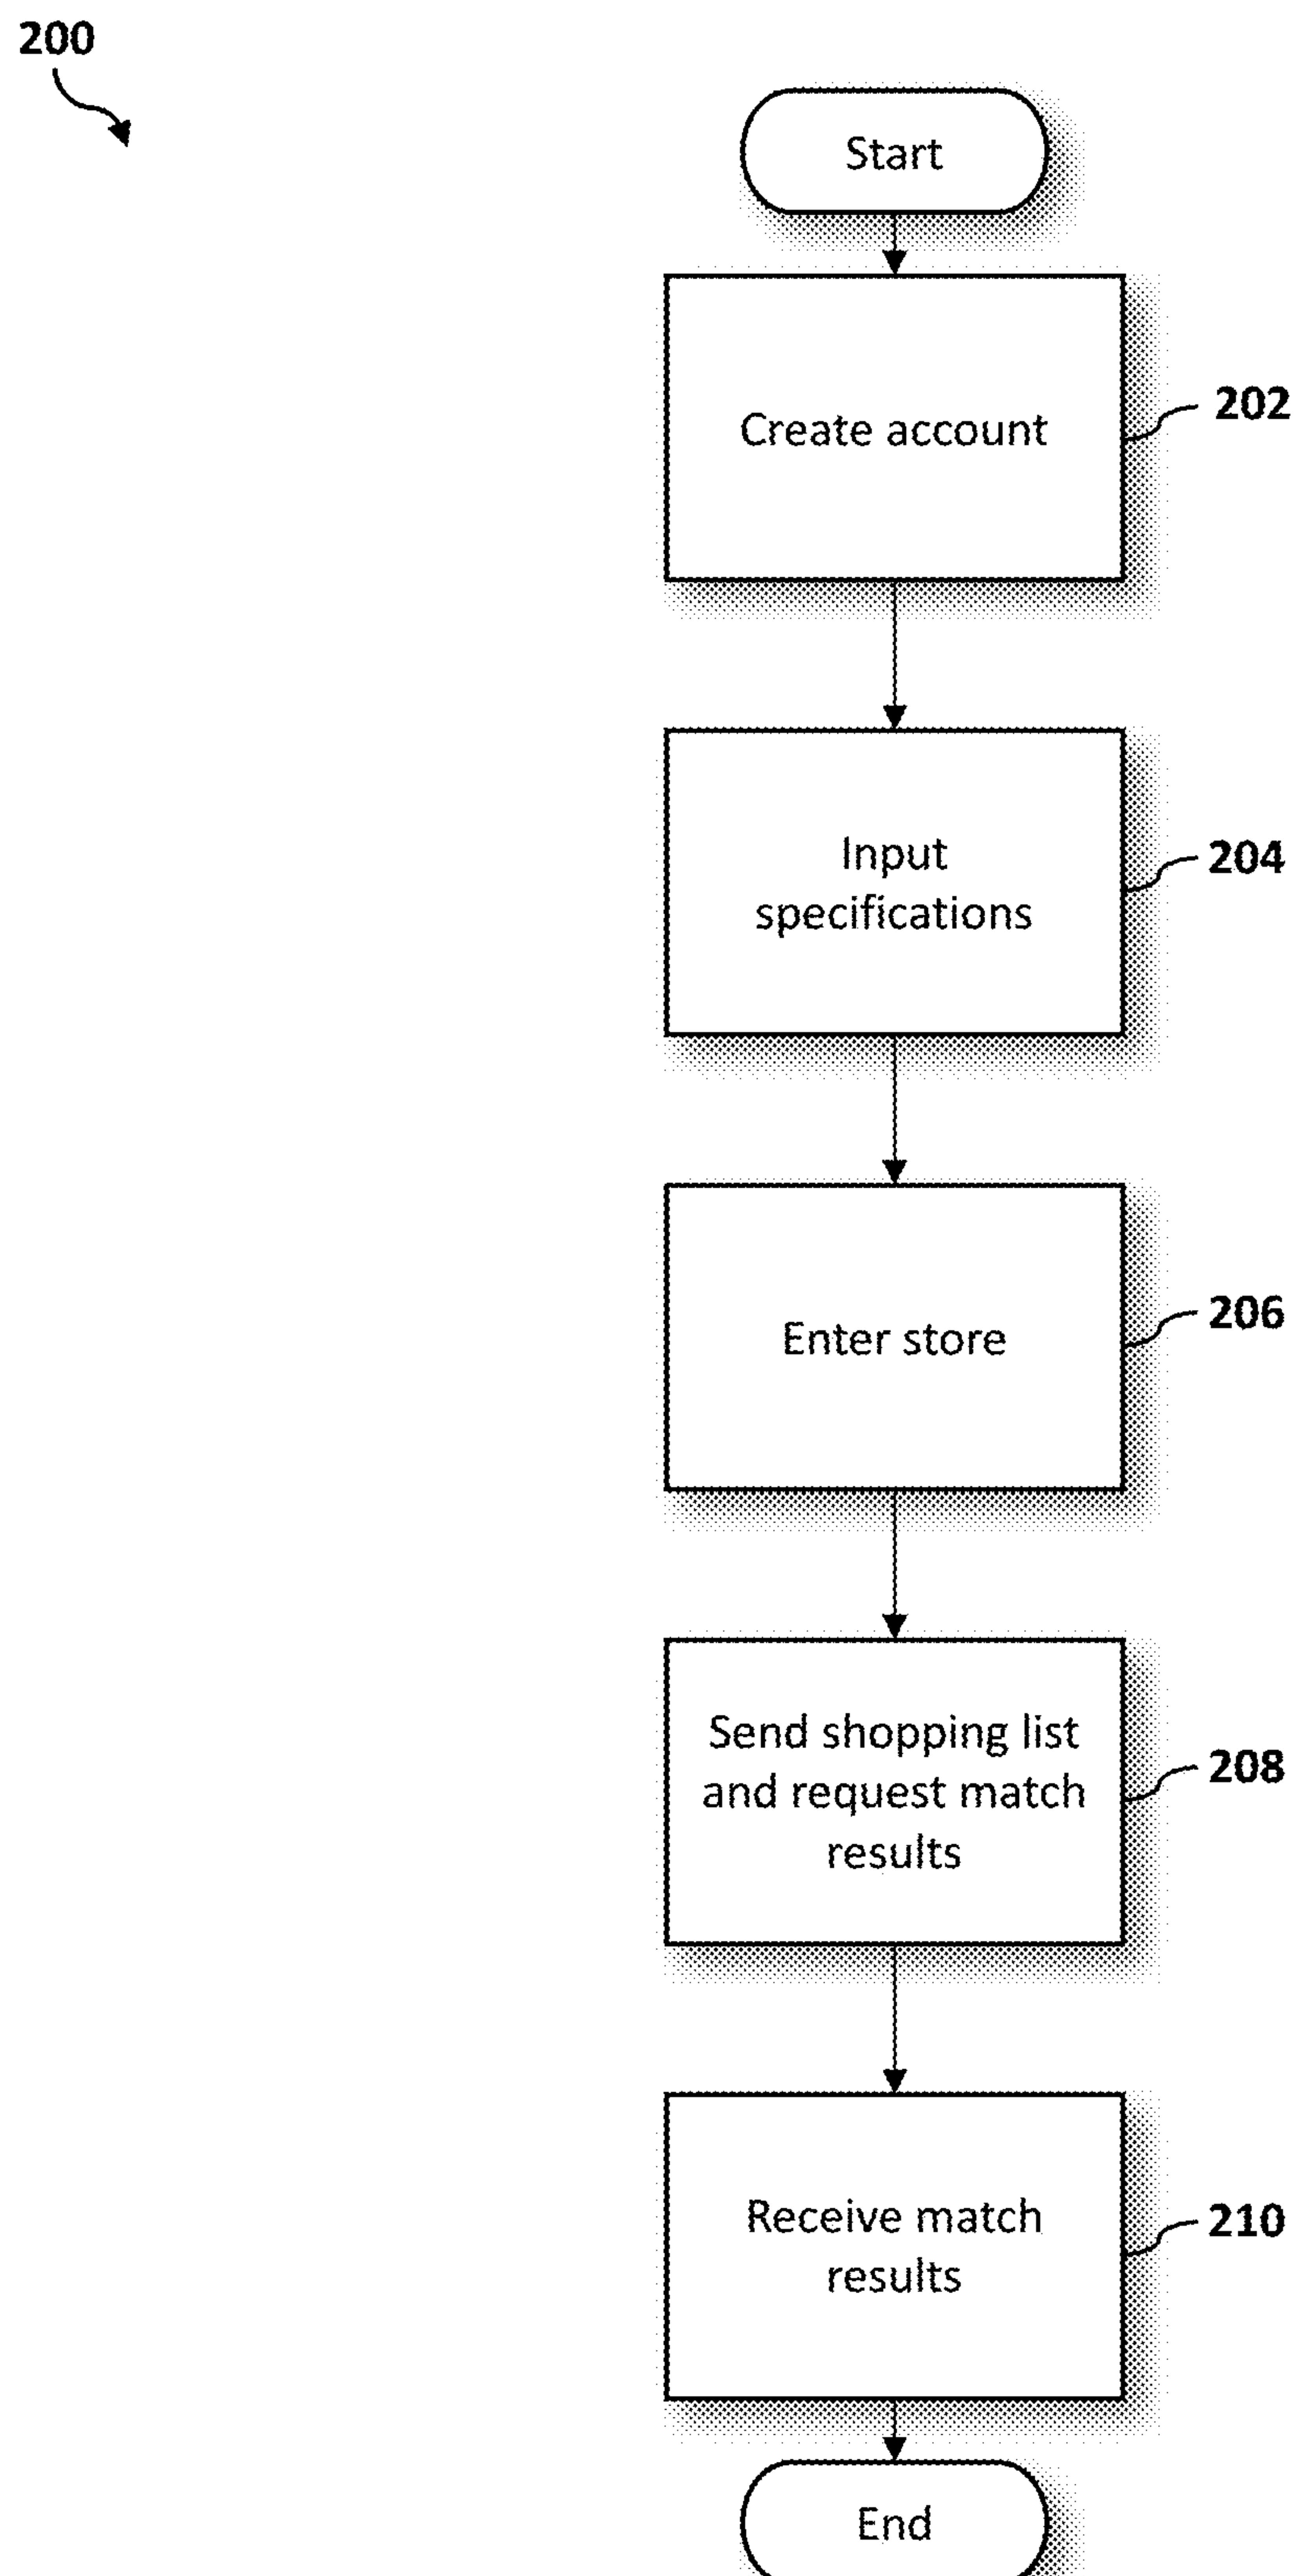 200
Start
Create account
202
Input
specifications
204
Enter store
206
Send shopping list
and request match
results
208
Receive match
results
210
End